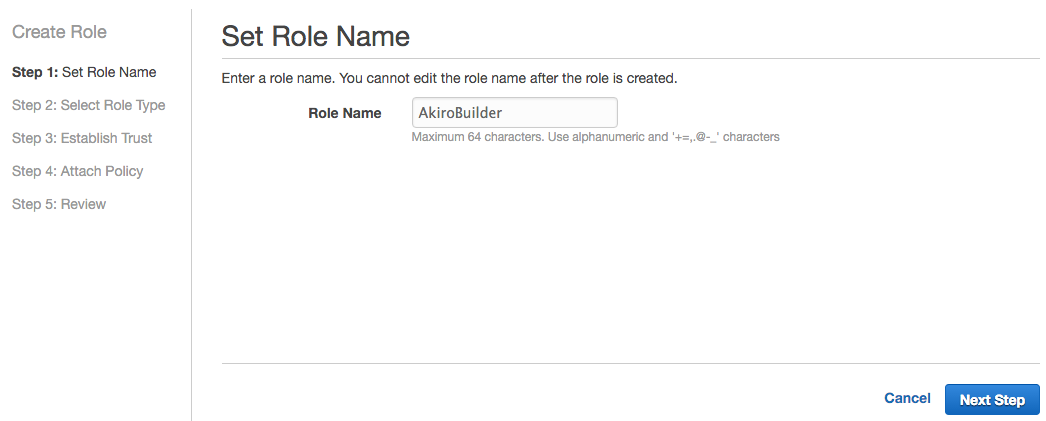 Create Role
Step 1: Set Role Name
Step 2: Select Role Type
Step 3: Establish Trust
Step 4: Attach Policy
Step 5: Review
Set Role Name
Enter a role name. You cannot edit the role name after the role is created.
Role Name AkiroBuilder
Maximum 64 characters. Use alphanumeric and '+=,.@-_' characters
Cancel Next Step